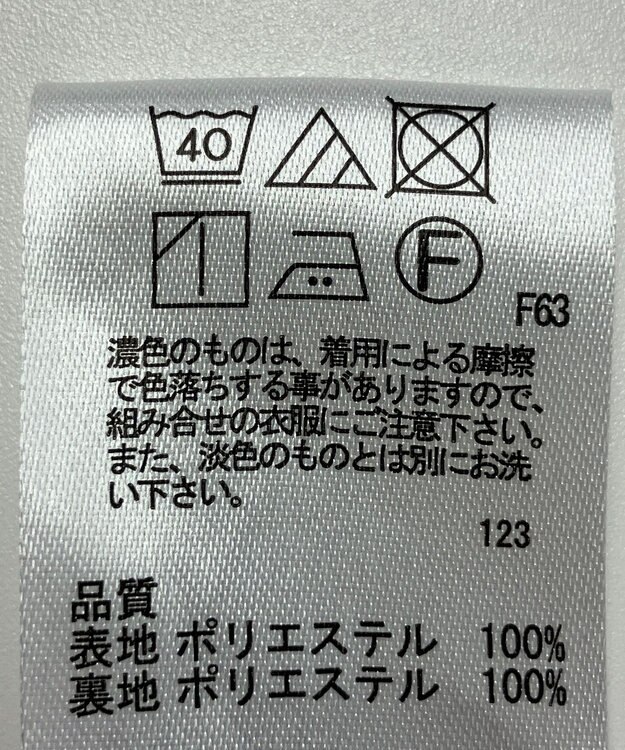 40
F
F63
濃色のものは、着用による摩擦
で色落ちする事がありますので、
組み合せの衣服にご注意下さい。
また、淡色のものとは別にお洗
い下さい。
123
品質
表地 ポリエステル 100%
裏地 ポリエステル 100%